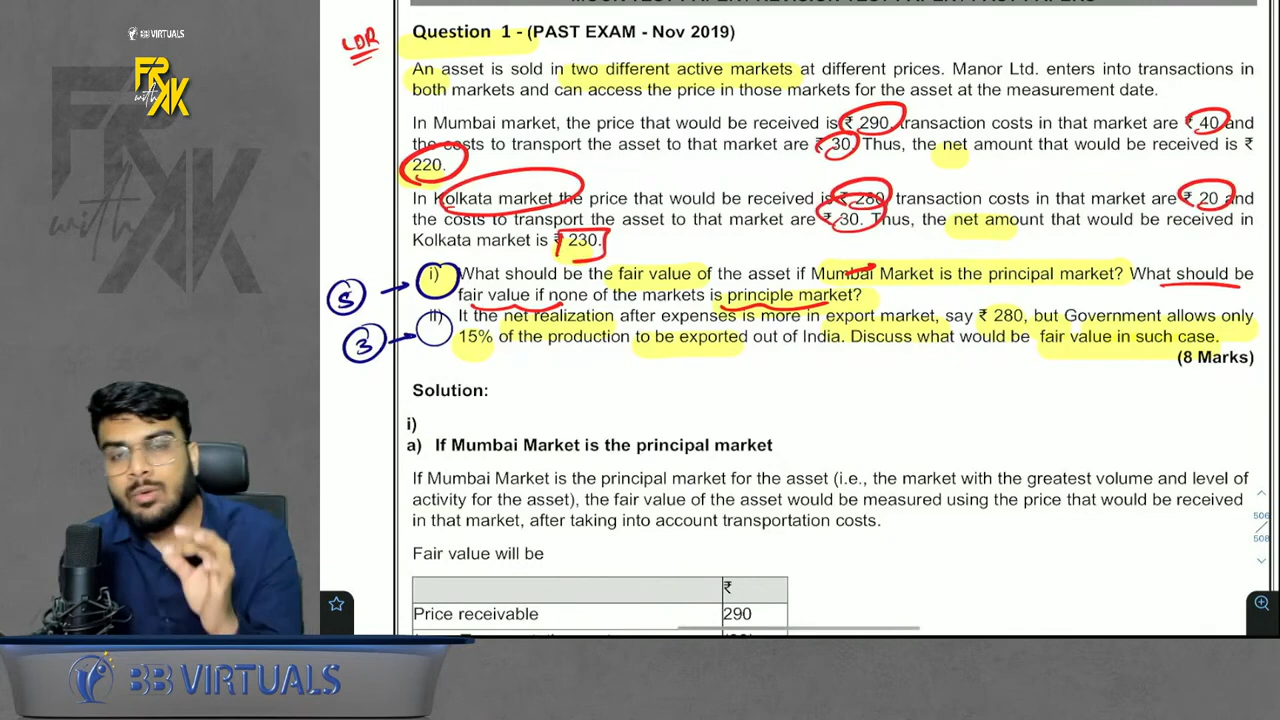 BB VIRTUALS
FR
with
AK
LDR
Question 1 - (PAST EXAM - Nov 2019)
An asset is sold in two different active markets at different prices. Manor Ltd. enters into transactions in
both markets and can access the price in those markets for the asset at the measurement date.
In Mumbai market, the price that would be received is ₹ 290, transaction costs in that market are ₹ 40 and
the costs to transport the asset to that market are ₹ 30. Thus, the net amount that would be received is ₹
220.
In Kolkata market the price that would be received is ₹ 280, transaction costs in that market are ₹ 20 and
the costs to transport the asset to that market are ₹ 30. Thus, the net amount that would be received in
Kolkata market is ₹ 230.
i) What should be the fair value of the asset if Mumbai Market is the principal market? What should be
fair value if none of the markets is principle market?
5
ii) It the net realization after expenses is more in export market, say ₹ 280, but Government allows only
15% of the production to be exported out of India. Discuss what would be fair value in such case.
3
(8 Marks)
Solution:
i)
a) If Mumbai Market is the principal market
If Mumbai Market is the principal market for the asset (i.e., the market with the greatest volume and level of
activity for the asset), the fair value of the asset would be measured using the price that would be received
in that market, after taking into account transportation costs.
Fair value will be
₹
Price receivable 290
506
508
BB VIRTUALS